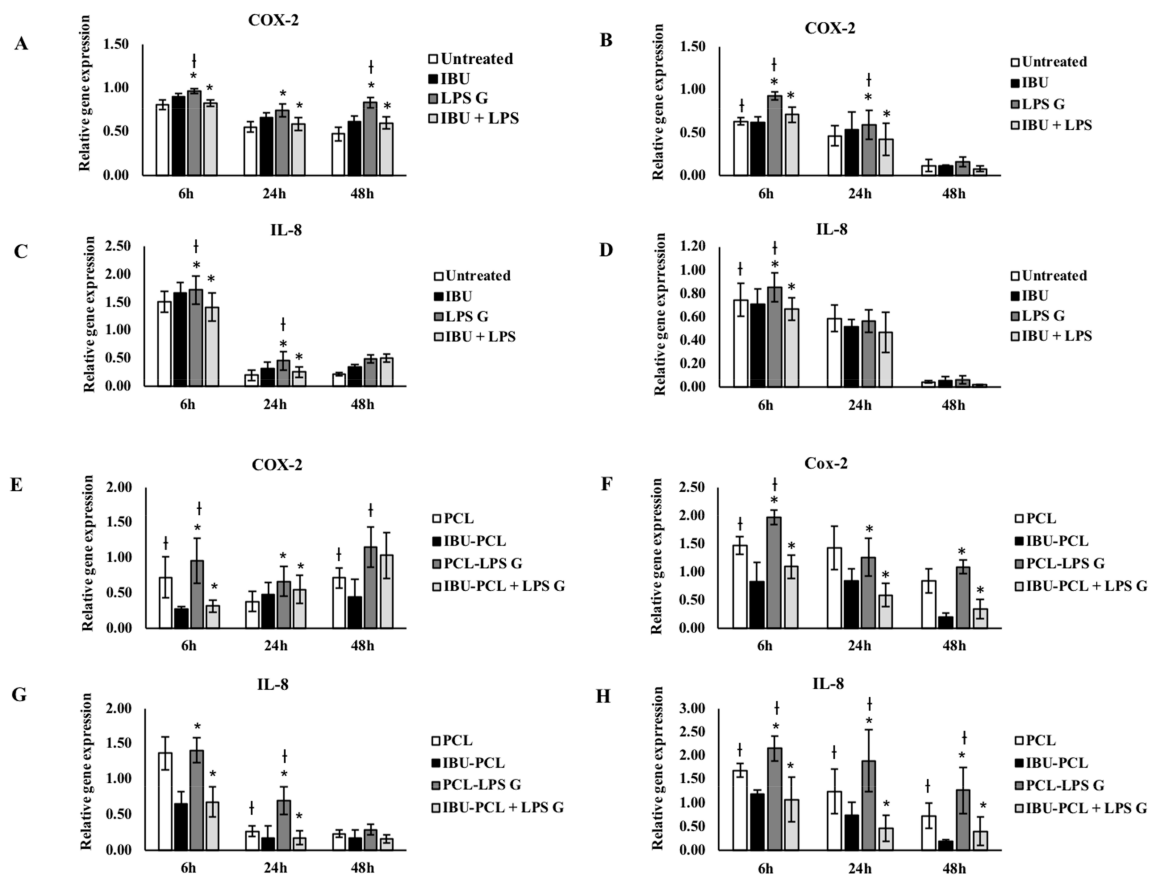 A
COX-2
Relative gene expression
1.50
1.00
0.50
0.00
ƚ
*
*
*
*
ƚ
*
*
6h
24h
48h
Untreated
IBU
LPS G
IBU + LPS
B
COX-2
Relative gene expression
1.50
1.00
0.50
0.00
ƚ
ƚ
*
*
ƚ
*
*
6h
24h
48h
Untreated
IBU
LPS G
IBU + LPS
C
IL-8
Relative gene expression
2.50
2.00
1.50
1.00
0.50
0.00
ƚ
*
*
ƚ
*
*
6h
24h
48h
Untreated
IBU
LPS G
IBU + LPS
D
IL-8
Relative gene exprression
1.20
1.00
0.80
0.60
0.40
0.20
0.00
ƚ
ƚ
*
*
6h
24h
48h
Untreated
IBU
LPS G
IBU + LPS
E
COX-2
Relative gene expression
2.00
1.50
1.00
0.50
0.00
ƚ
ƚ
*
*
*
*
ƚ
ƚ
6h
24h
48h
PCL
IBU-PCL
PCL-LPS G
IBU-PCL + LPS G
F
Cox-2
Relative gene expression
2.50
2.00
1.50
1.00
0.50
0.00
ƚ
ƚ
*
*
*
*
*
*
6h
24h
48h
PCL
IBU-PCL
PCL-LPS G
IBU-PCL + LPS G
G
IL-8
Relative gene expression
2.00
1.50
1.00
0.50
0.00
*
*
ƚ
ƚ
*
*
6h
24h
48h
PCL
IBU-PCL
PCL-LPS G
IBU-PCL + LPS G
H
IL-8
Relative gene expression
3.00
2.50
2.00
1.50
1.00
0.50
0.00
ƚ
ƚ
*
*
ƚ
ƚ
*
*
ƚ
ƚ
*
*
6h
24h
48h
PCL
IBU-PCL
PCL-LPS G
IBU-PCL + LPS G